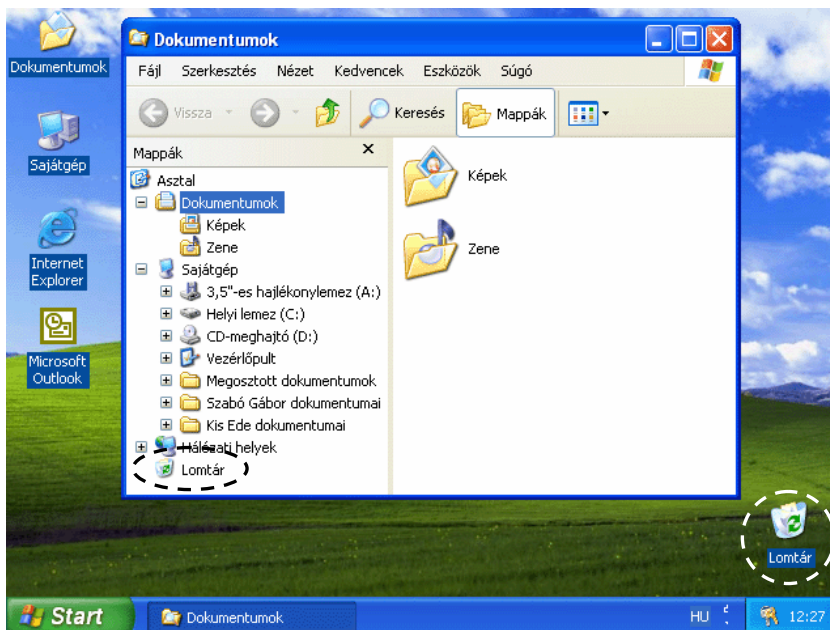 Dokumentumok
Sajátgép
Internet
Explorer
Microsoft
Outlook
Dokumentumok
Fájl Szerkesztés Nézet Kedvencek Eszközök Súgó
Vissza Keresés Mappák
Mappák
Asztal
Dokumentumok
Képek
Zene
Sajátgép
3,5"-es hajlékonylemez (A:)
Helyi lemez (C:)
CD-meghajtó (D:)
Vezérlőpult
Megosztott dokumentumok
Szabó Gábor dokumentumai
Kis Ede dokumentumai
Hálózati helyek
Lomtár
Képek
Zene
Lomtár
Start Dokumentumok HU 12:27